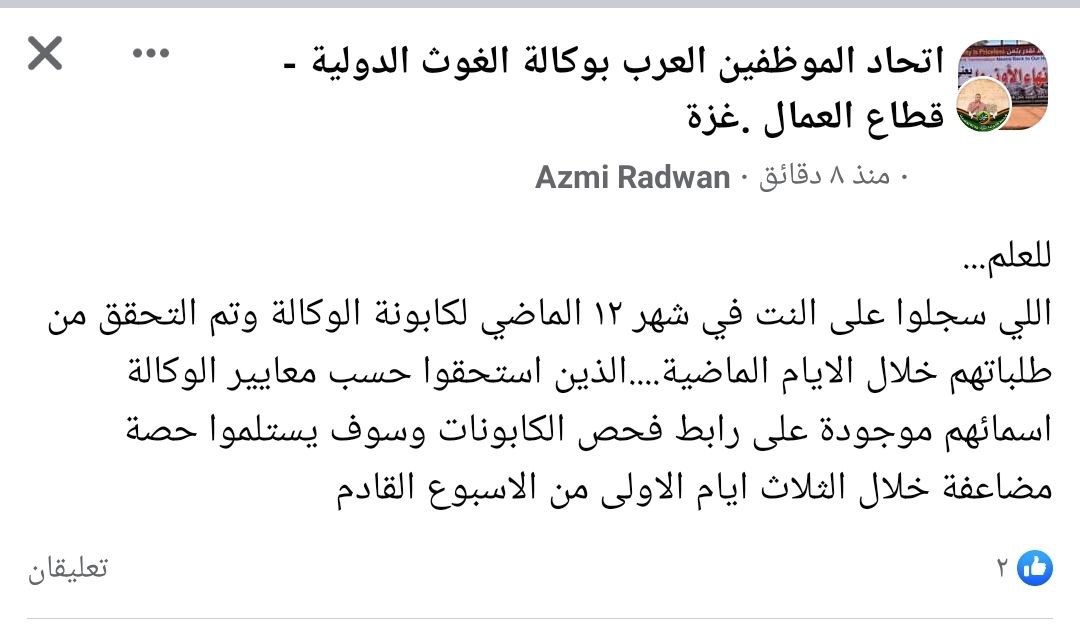 اتحاد الموظفين العرب بوكالة الغوث الدولية -
قطاع العمال .غزة
Azmi Radwan · منذ ٨ دقائق ·
للعلم...
اللي سجلوا على النت في شهر ١٢ الماضي لكابونة الوكالة وتم التحقق من
طلباتهم خلال الايام الماضية....الذين استحقوا حسب معايير الوكالة
اسمائهم موجودة على رابط فحص الكابونات وسوف يستلموا حصة
مضاعفة خلال الثلاث ايام الاولى من الاسبوع القادم
٢
تعليقان